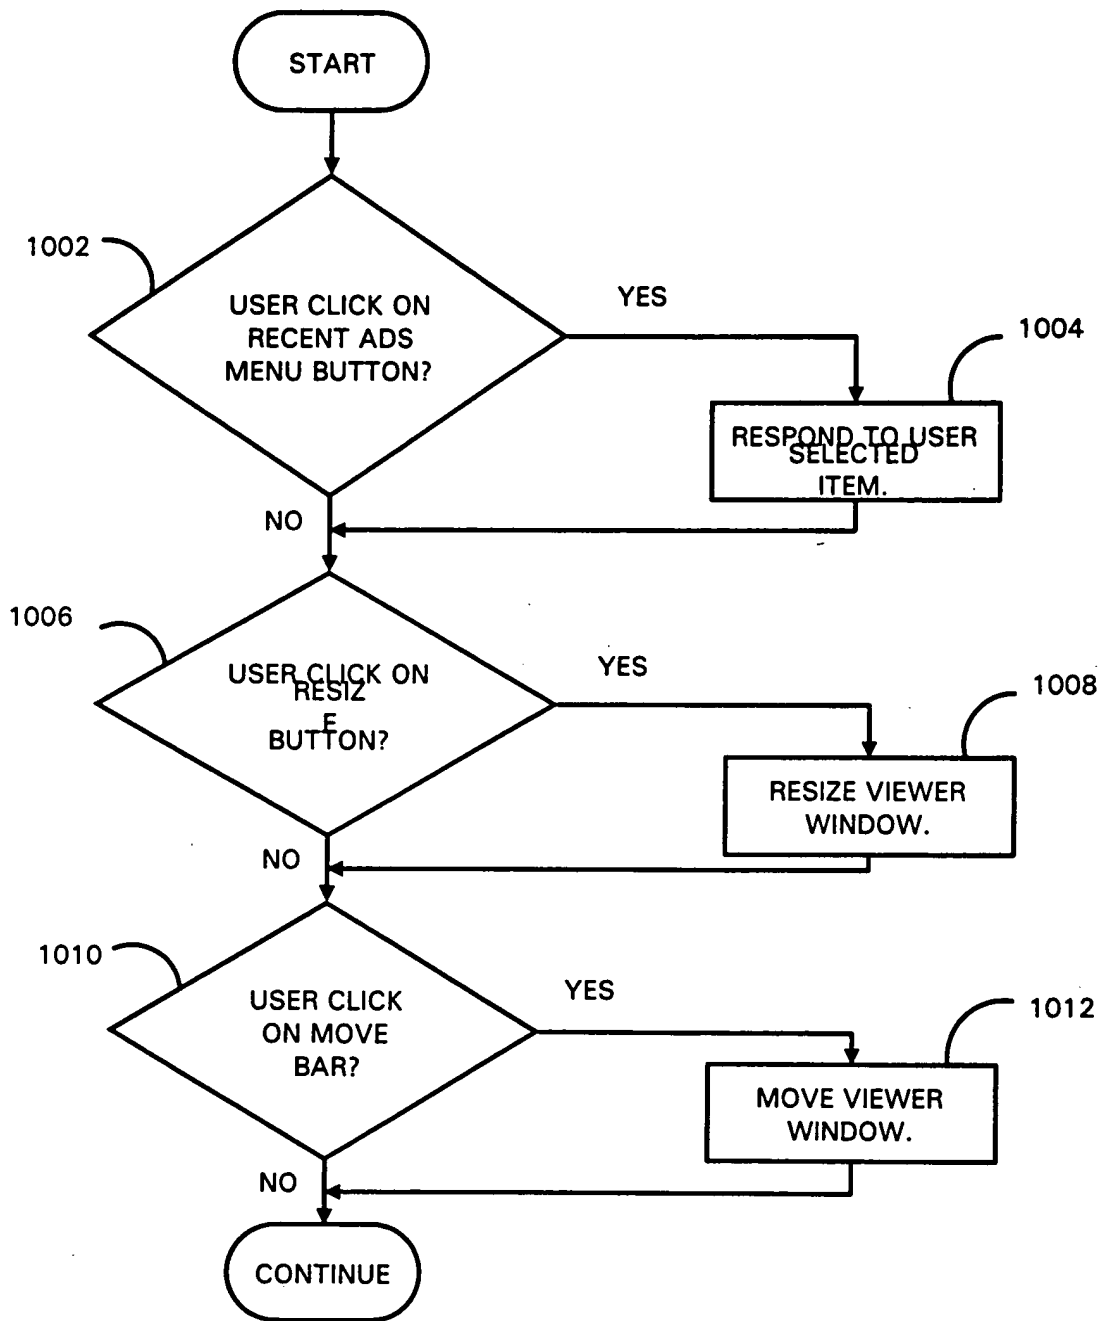 START
1002
USER CLICK ON
RECENT ADS
MENU BUTTON?
YES
1004
RESPOND TO USER
SELECTED
ITEM.
NO
1006
USER CLICK ON
RESIZ
E
BUTTON?
YES
1008
RESIZE VIEWER
WINDOW.
NO
1010
USER CLICK
ON MOVE
BAR?
YES
1012
MOVE VIEWER
WINDOW.
NO
CONTINUE